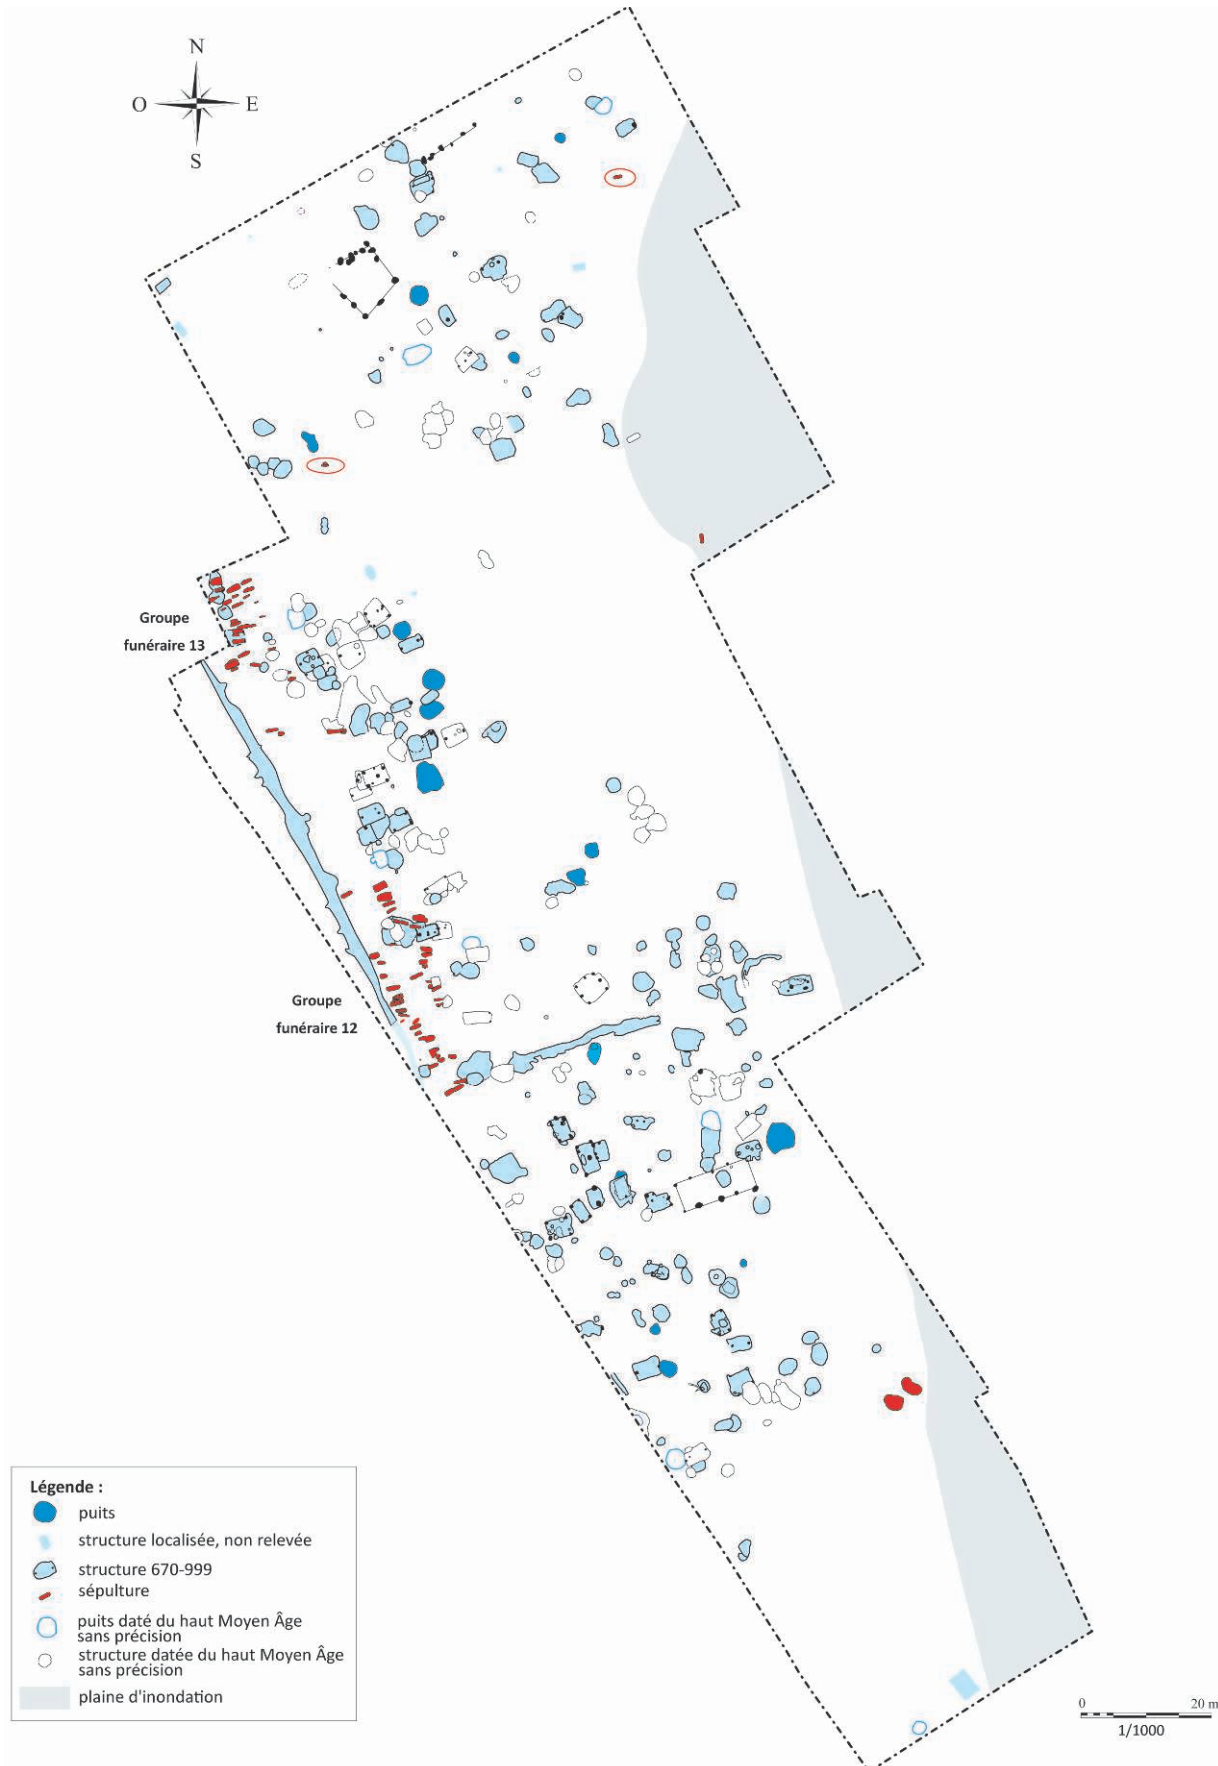 N
O E
S
Groupe
funéraire 13
Groupe
funéraire 12
Légende :
puits
structure localisée, non relevée
structure 670-999
sépulture
puits daté du haut Moyen Âge
sans précision
structure datée du haut Moyen Âge
sans précision
plaine d'inondation
0 20 m
1/1000